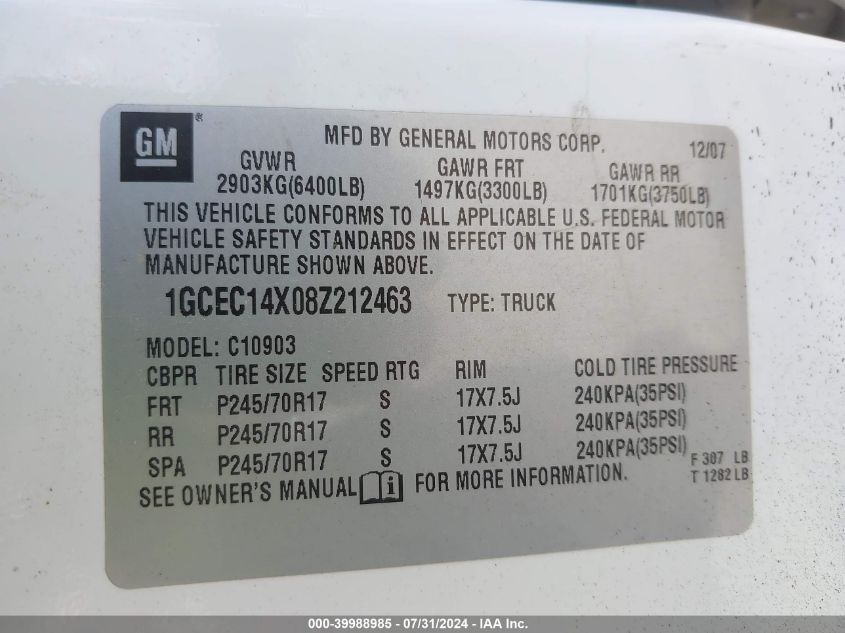 GM ® MFD BY GENERAL MOTORS CORP. 12/07
GVWR GAWR FRT GAWR RR
2903KG(6400LB) 1497KG(3300LB) 1701KG(3750LB)
THIS VEHICLE CONFORMS TO ALL APPLICABLE U.S. FEDERAL MOTOR
VEHICLE SAFETY STANDARDS IN EFFECT ON THE DATE OF
MANUFACTURE SHOWN ABOVE.
1GCEC14X08Z212463 TYPE: TRUCK
MODEL: C10903
CBPR TIRE SIZE SPEED RTG RIM COLD TIRE PRESSURE
FRT P245/70R17 S 17X7.5J 240KPA(35PSI)
RR P245/70R17 S 17X7.5J 240KPA(35PSI)
SPA P245/70R17 S 17X7.5J 240KPA(35PSI)
F 307 LB
T 1282 LB
SEE OWNER'S MANUAL i FOR MORE INFORMATION.
000-39988985 / 07/31/2024 - IAA Inc.